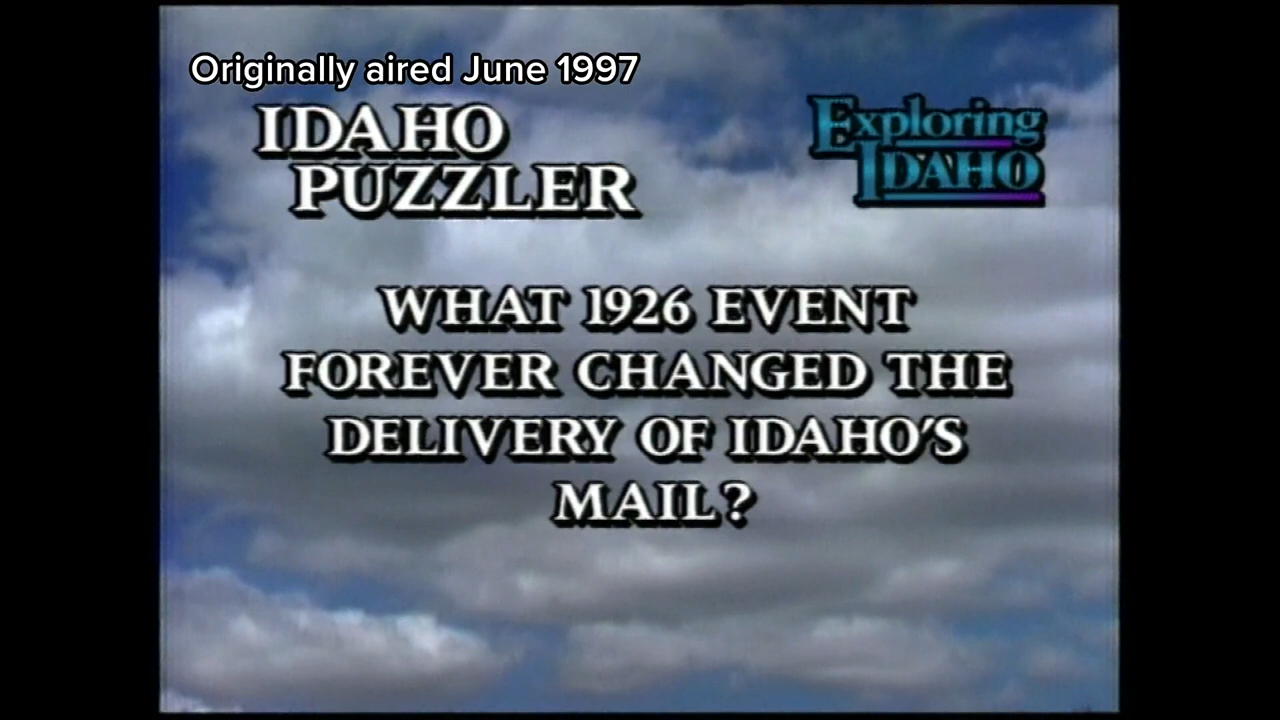 Originally aired June 1997
IDAHO
PUZZLER
Exploring
IDAHO
WHAT 1926 EVENT
FOREVER CHANGED THE
DELIVERY OF IDAHO'S
MAIL?